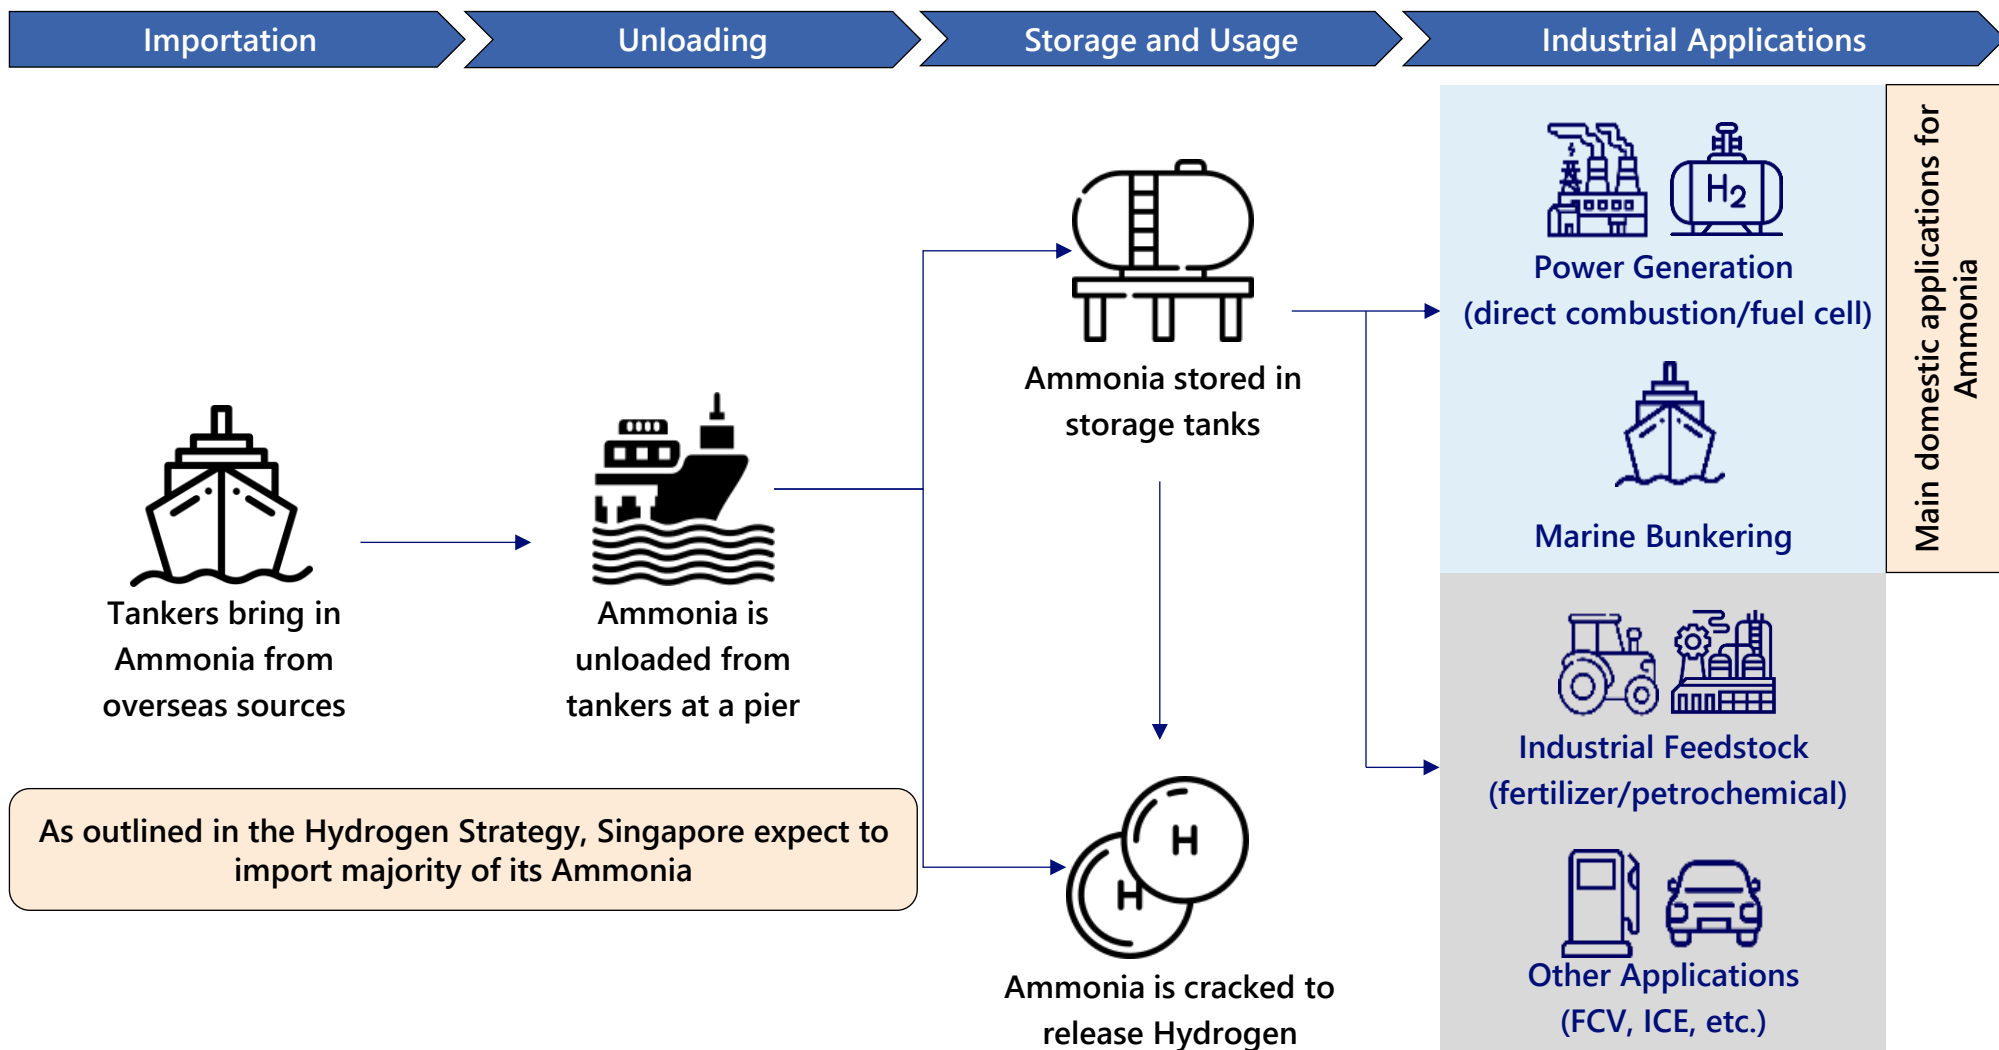 Importation
Unloading
Storage and Usage
Industrial Applications
Tankers bring in
Ammonia from
overseas sources
Ammonia is
unloaded from
tankers at a pier
As outlined in the Hydrogen Strategy, Singapore expect to
import majority of its Ammonia
Ammonia stored in
storage tanks
H
H
Ammonia is cracked to
release Hydrogen
H2
Power Generation
(direct combustion/fuel cell)
Marine Bunkering
Industrial Feedstock
(fertilizer/petrochemical)
Other Applications
(FCV, ICE, etc.)
Main domestic applications for
Ammonia